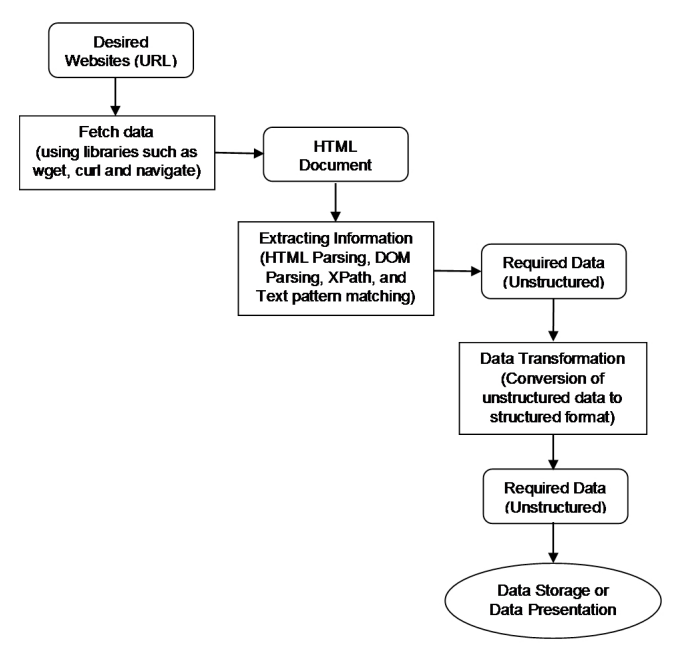 Desired
Websites (URL)
Fetch data
(using libraries such as
wget, curl and navigate)
HTML
Document
Extracting Information
(HTML Parsing, DOM
Parsing, XPath, and
Text pattern matching)
Required Data
(Unstructured)
Data Transformation
(Conversion of
unstructured data to
structured format)
Required Data
(Unstructured)
Data Storage or
Data Presentation